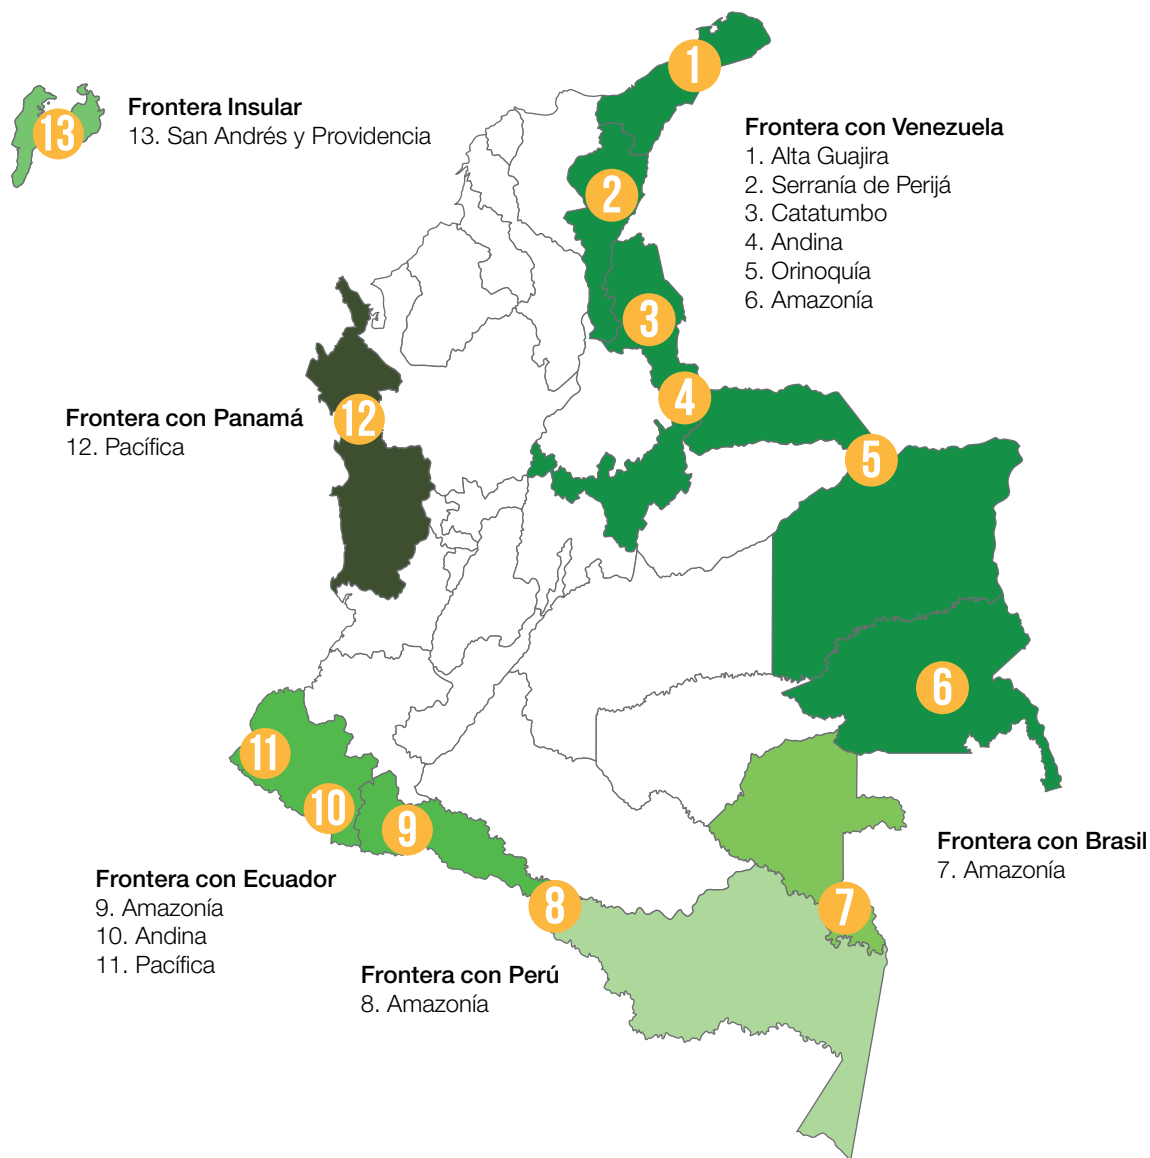 1
Frontera Insular
13. San Andrés y Providencia
13
Frontera con Venezuela
1. Alta Guajira
2. Serranía de Perijá
3. Catatumbo
4. Andina
5. Orinoquía
6. Amazonía
2
3
4
Frontera con Panamá
12. Pacífica
12
5
6
11
10
9
Frontera con Brasil
7. Amazonía
Frontera con Ecuador
9. Amazonía
10. Andina
11. Pacífica
8
7
Frontera con Perú
8. Amazonía